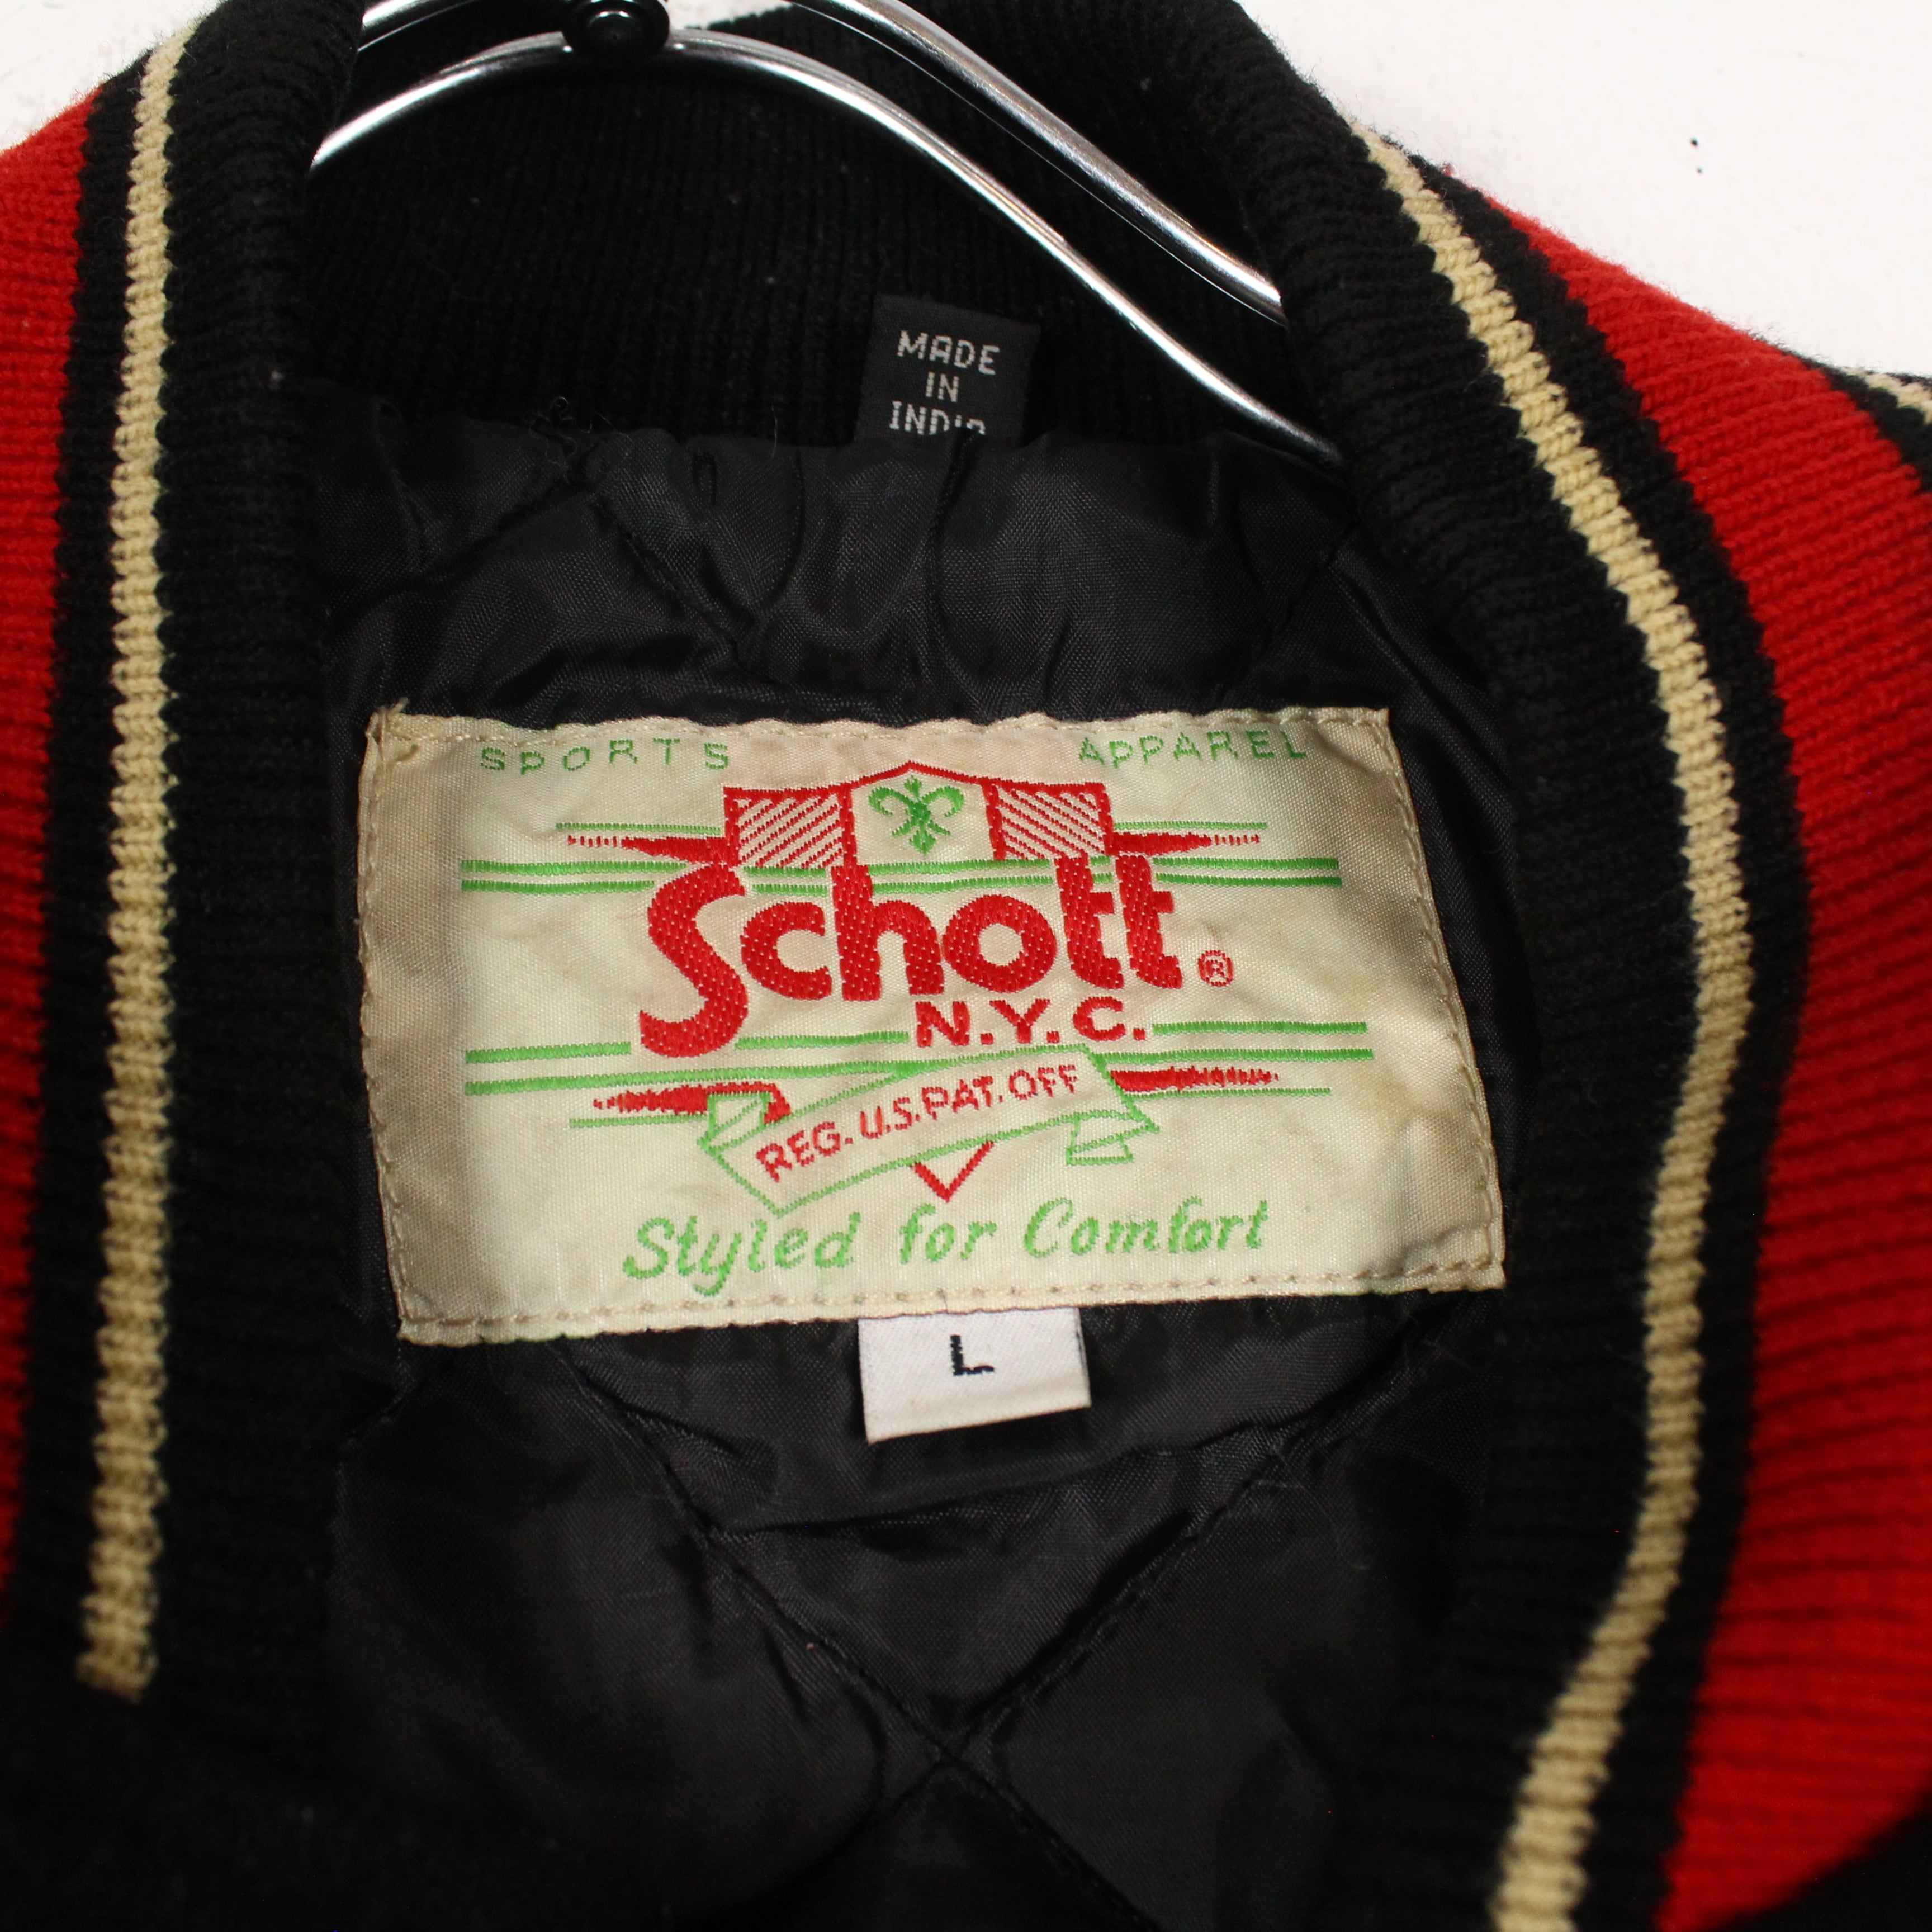 MADE
IN
INDIA
SPORTS APPAREL
Schott®
N.Y.C.
REG. U.S. PAT. OFF
Styled for Comfort
L